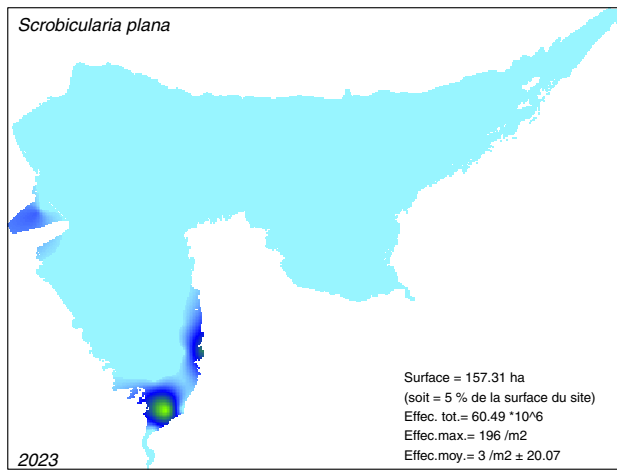 Scrobicularia plana
Surface = 157.31 ha
(soit = 5 % de la surface du site)
Effec. tot.= 60.49 *10^6
Effec.max.= 196 /m2
Effec.moy.= 3 /m2 ± 20.07
2023